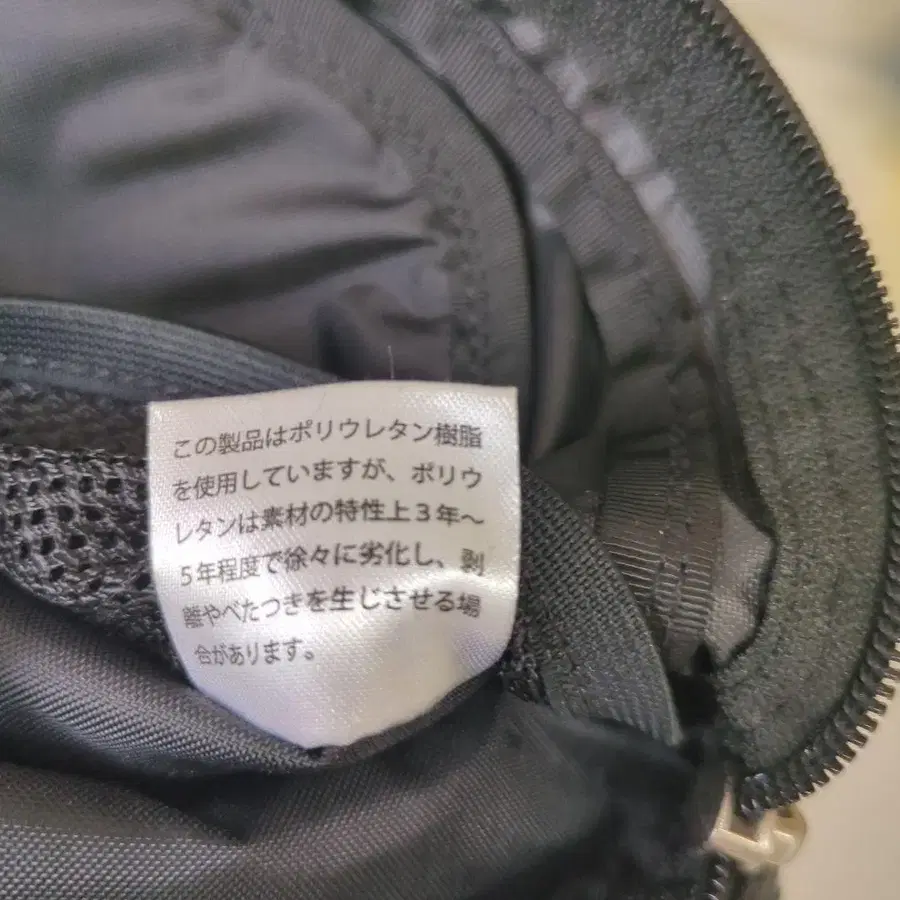 この製品はポリウレタン樹脂
を使用していますが、ポリウ
レタンは素材の特性上3年～
5年程度で徐々に劣化し、剥
離やべたつきを生じさせる場
合があります。